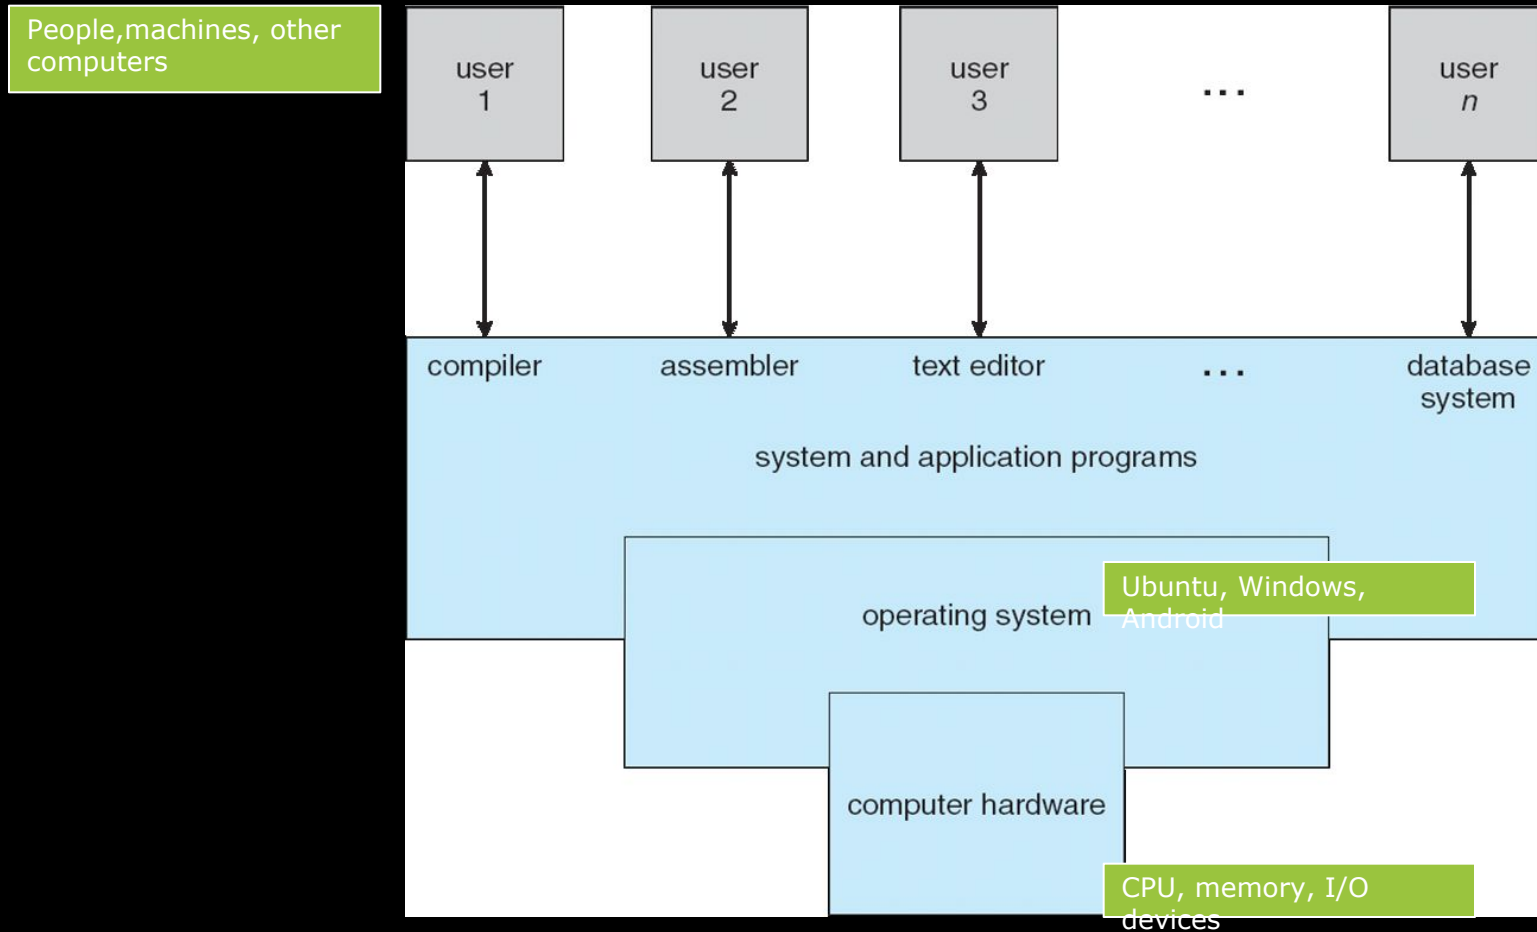 People,machines, other
computers
user
1
user
2
user
3
...
user
n
compiler
assembler
text editor
...
database
system
system and application programs
operating system
Ubuntu, Windows,
Android
computer hardware
CPU, memory, I/O
devices